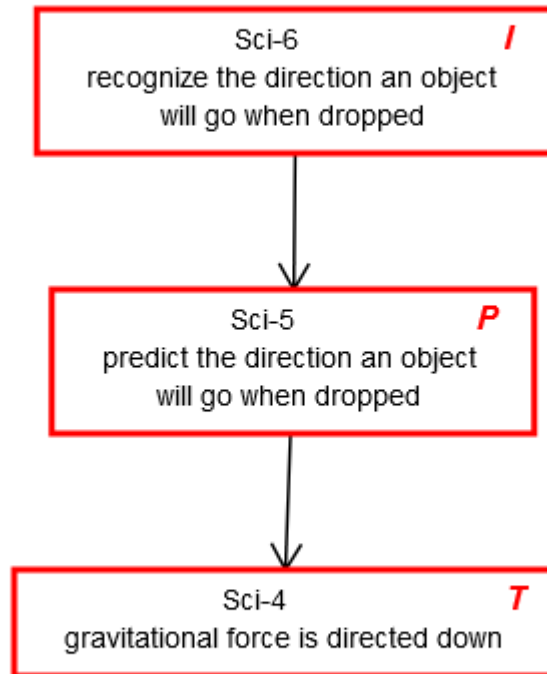 Sci-6 I
recognize the direction an object
will go when dropped
Sci-5 P
predict the direction an object
will go when dropped
Sci-4 T
gravitational force is directed down